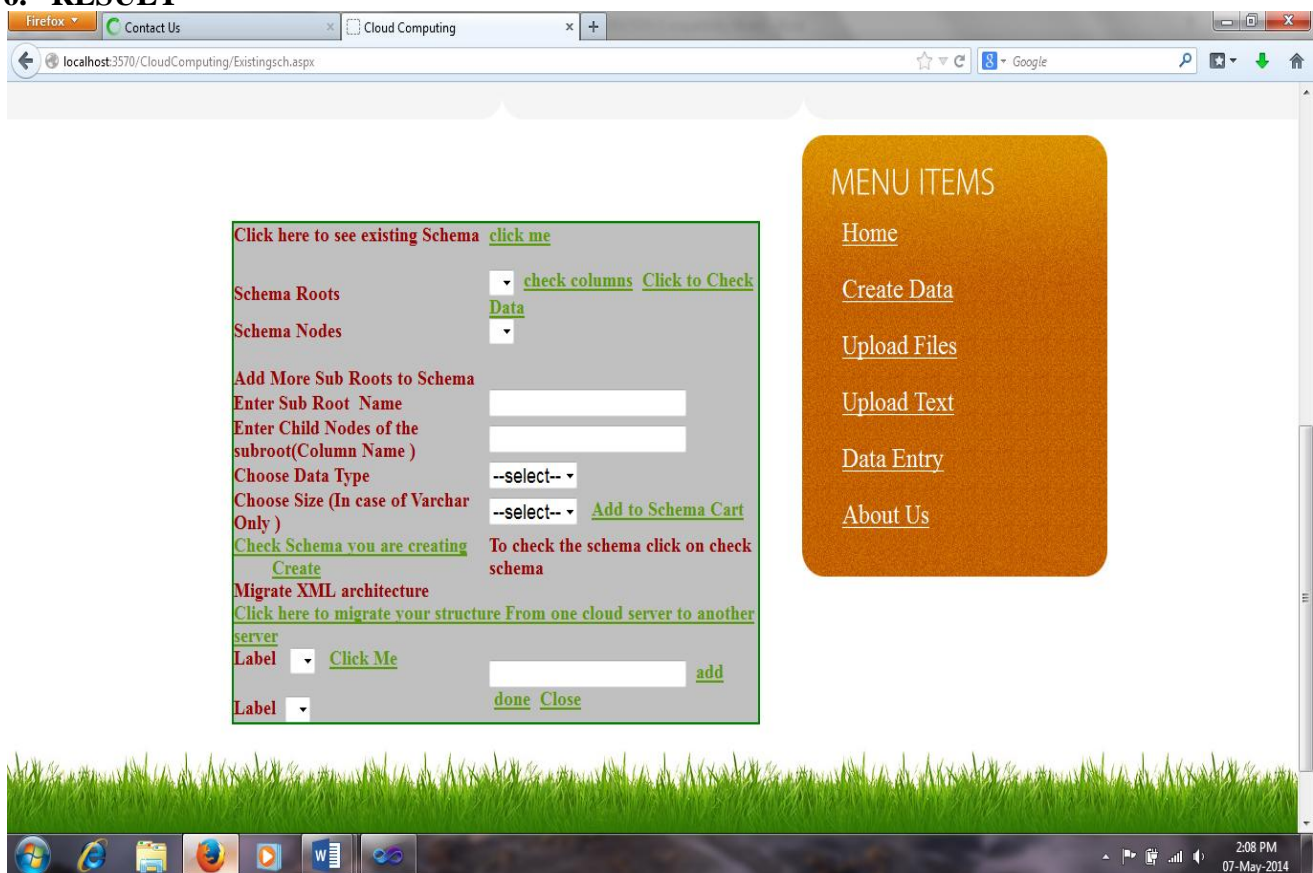 6. RESULT
Firefox
Contact Us
Cloud Computing
localhost:3570/CloudComputing/Existingsch.aspx
Google
MENU ITEMS
Home
Create Data
Upload Files
Upload Text
Data Entry
About Us
Click here to see existing Schema click me
Schema Roots
check columns Click to Check
Data
Schema Nodes
Add More Sub Roots to Schema
Enter Sub Root Name
Enter Child Nodes of the
subroot(Column Name )
Choose Data Type
--select--
Choose Size (In case of Varchar
Only )
--select-- Add to Schema Cart
Check Schema you are creating
Create
To check the schema click on check
schema
Migrate XML architecture
Click here to migrate your structure From one cloud server to another
server
Label Click Me
add
done Close
Label
2:08 PM
07-May-2014